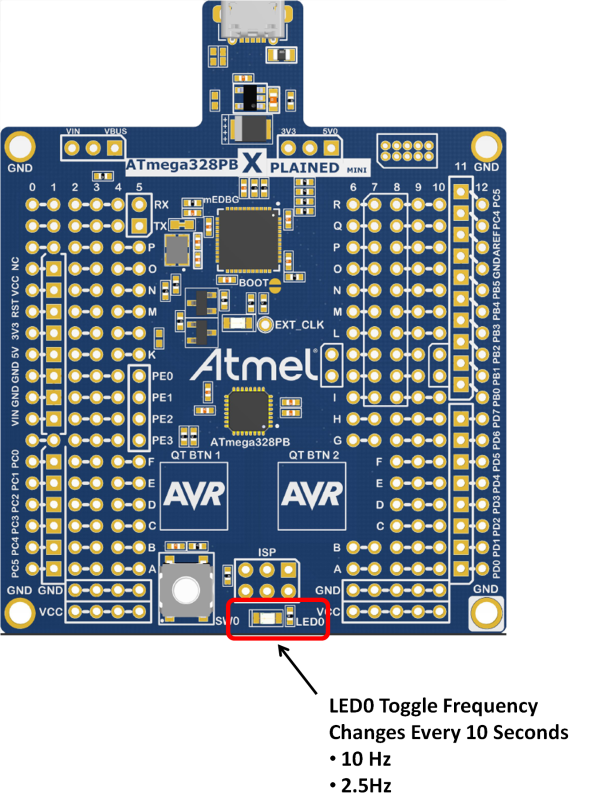 VIN VBUS
3V3 5V0
GND
GND
ATmega328PB X PLAINED MINI
11
0 1 2 3 4 5
6 7 8 9 10 12
RX
mEDBG
R
PC5
TX
Q
PC4
P
P
AREF
NC
O
O
GND
VCC
N
BOOT
N
PB5
RST
M
M
PB4
3V3
EXT_CLK
L
PB3
5V
K
Atmel
PB2
GND
PE0
PB1
GND
PE1
I
PB0
VIN
PE2
ATmega328PB
H
PD7
PE3
G
PD6
PC0
F
QT BTN 1
QT BTN 2
F
PD5
PC1
E
AVR
AVR
E
PD4
PC2
D
D
PD3
PC3
C
C
PD2
PC4
B
ISP
B
PD1
PC5
A
A
PD0
GND GND
GND
GND
VCC
SW0
LED0
VCC
LED0 Toggle Frequency
Changes Every 10 Seconds
• 10 Hz
• 2.5Hz